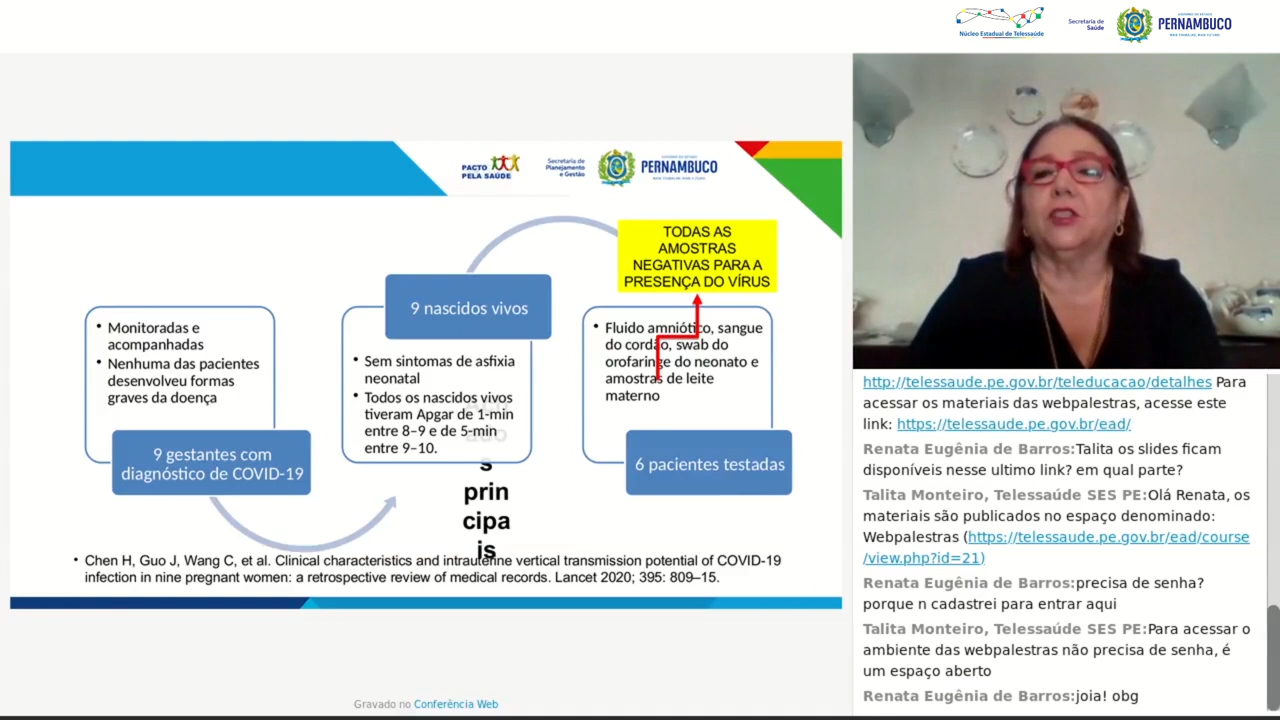 Núcleo Estadual de Telessaúde
Secretaria de
Saúde
PERNAMBUCO
PACTO
PELA SAÚDE
Secretaria de
Planejamento
e Gestão
PERNAMBUCO
TODAS AS
AMOSTRAS
NEGATIVAS PARA A
PRESENÇA DO VÍRUS
• Monitoradas e
acompanhadas
• Nenhuma das pacientes
desenvolveu formas
graves da doença
9 gestantes com
diagnóstico de COVID-19
9 nascidos vivos
• Sem sintomas de asfixia
neonatal
• Todos os nascidos vivos
tiveram Apgar de 1-min
entre 8–9 e de 5-min
entre 9–10.
• Fluido amniótico, sangue
do cordão, swab do
orofaringe do neonato e
amostras de leite
materno
6 pacientes testadas
s
prin
cipa
is
• Chen H, Guo J, Wang C, et al. Clinical characteristics and intrauterine vertical transmission potential of COVID-19
infection in nine pregnant women: a retrospective review of medical records. Lancet 2020; 395: 809–15.
Gravado no Conferência Web
http://telessaude.pe.gov.br/teleducacao/detalhes Para
acessar os materiais das webpalestras, acesse este
link: https://telessaude.pe.gov.br/ead/
Renata Eugênia de Barros:Talita os slides ficam
disponíveis nesse ultimo link? em qual parte?
Talita Monteiro, Telessaúde SES PE:Olá Renata, os
materiais são publicados no espaço denominado:
Webpalestras (https://telessaude.pe.gov.br/ead/course
/view.php?id=21)
Renata Eugênia de Barros:precisa de senha?
porque n cadastrei para entrar aqui
Talita Monteiro, Telessaúde SES PE:Para acessar o
ambiente das webpalestras não precisa de senha, é
um espaço aberto
Renata Eugênia de Barros:joia! obg